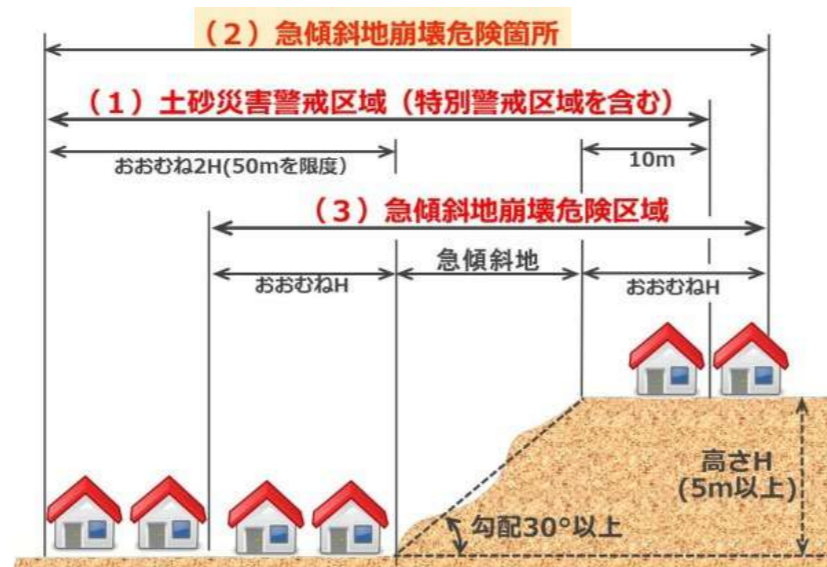 （２）急傾斜地崩壊危険箇所
（１）土砂災害警戒区域（特別警戒区域を含む）
おおむね2H(50mを限度）
10m
（３）急傾斜地崩壊危険区域
おおむねH
急傾斜地
おおむねH
高さH
(5m以上)
勾配30°以上